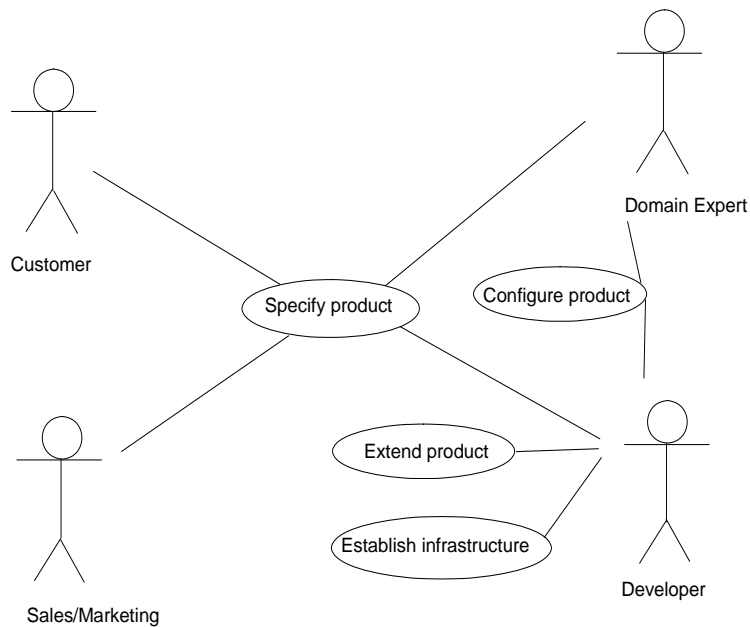 Domain Expert
Customer
Configure product
Specify product
Extend product
Establish infrastructure
Developer
Sales/Marketing